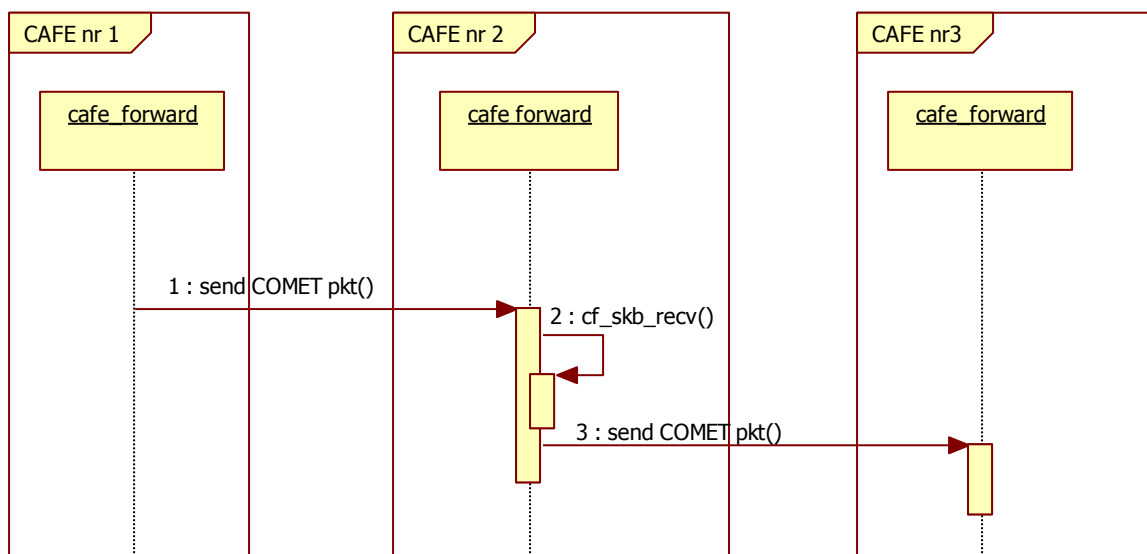 CAFE nr 1
CAFE nr 2
CAFE nr3
cafe_forward
cafe forward
cafe_forward
1 : send COMET pkt()
2 : cf_skb_recv()
3 : send COMET pkt()